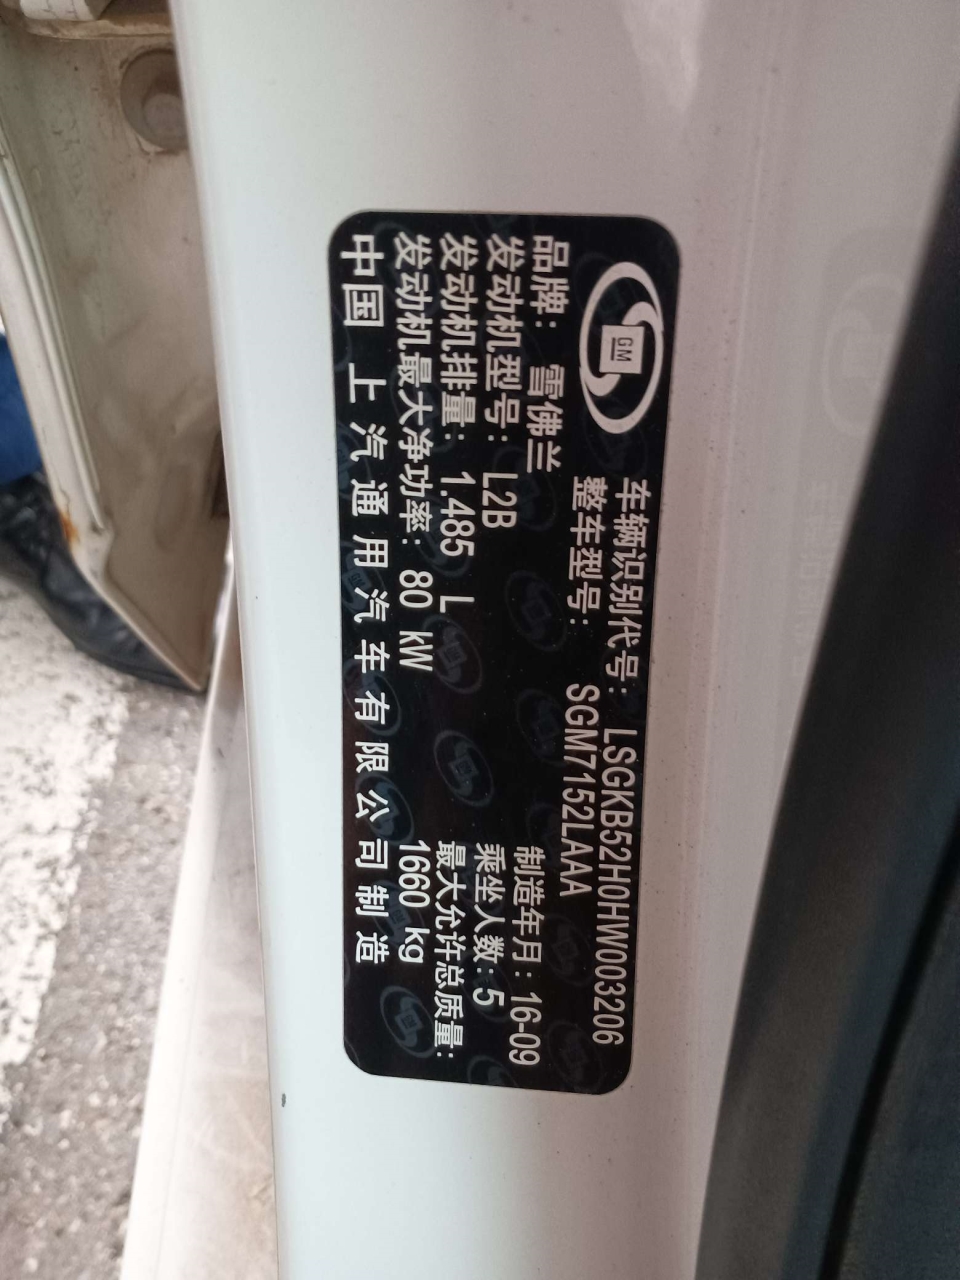 GM
车辆识别代号: LSGKB52H0HW003206
整车型号: SGM7152LAAA
品牌: 雪佛兰
制造年月: 16-09
发动机型号: L2B
乘坐人数: 5
发动机排量: 1.485 L
最大允许总质量:
发动机最大净功率: 80 kW
1660 kg
中国 上汽通用汽车有限公司制造